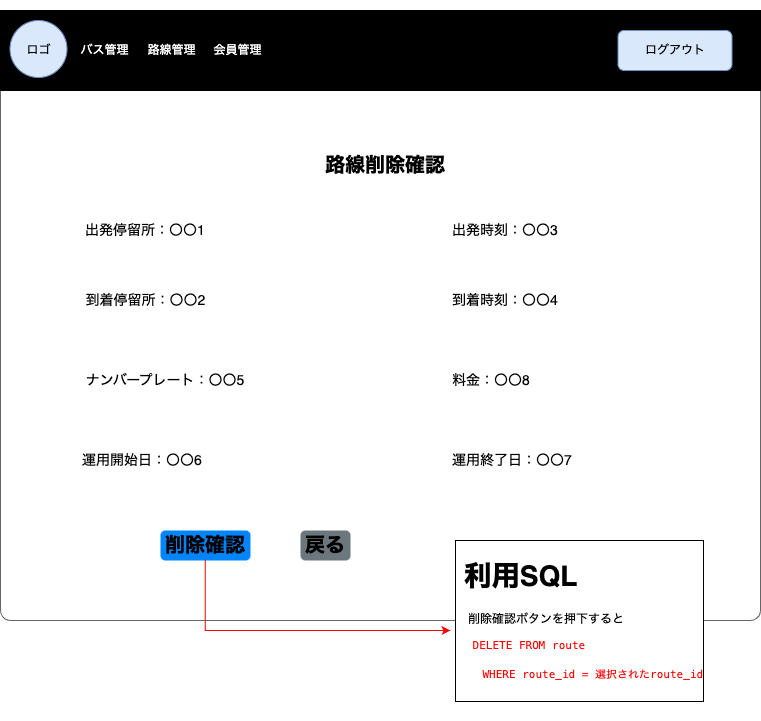 ロゴ バス管理 路線管理 会員管理 ログアウト
路線削除確認
出発停留所：〇〇1 出発時刻：〇〇3
到着停留所：〇〇2 到着時刻：〇〇4
ナンバープレート：〇〇5 料金：〇〇8
運用開始日：〇〇6 運用終了日：〇〇7
削除確認 戻る
利用SQL
削除確認ボタンを押下すると
DELETE FROM route
WHERE route_id = 選択されたroute_id